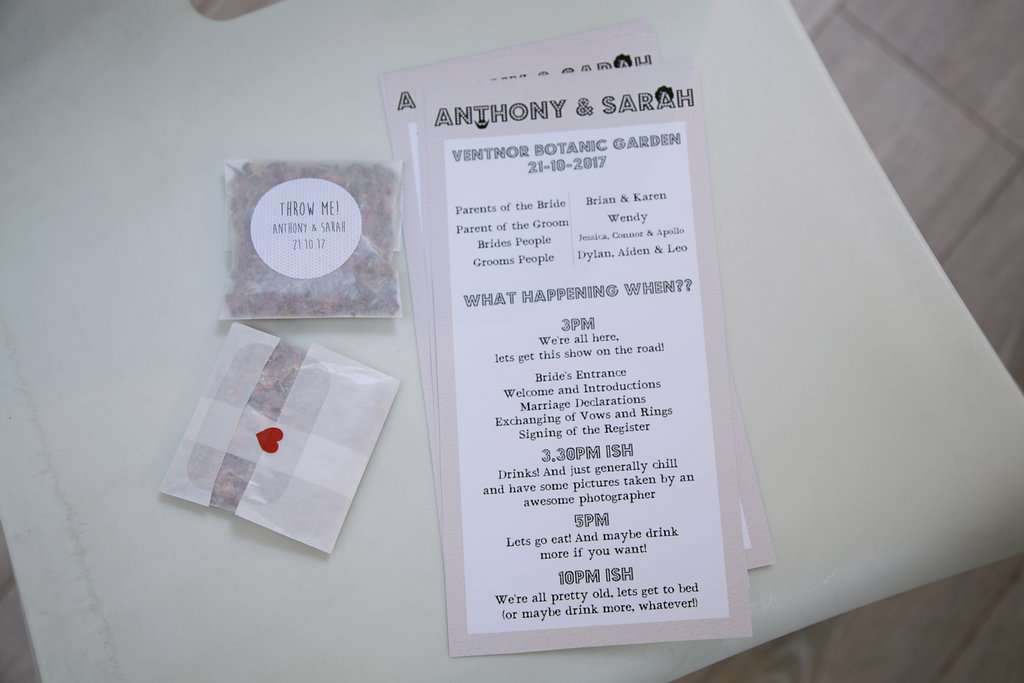 THROW ME!
ANTHONY & SARAH
21 10 17
A
ANTHONY & SARAH
VENTNOR BOTANIC GARDEN
21-10-2017
Parents of the Bride Brian & Karen
Parent of the Groom Wendy
Brides People Jessica, Connor & Apollo
Grooms People Dylan, Aiden & Leo
WHAT HAPPENING WHEN??
3PM
We're all here,
lets get this show on the road!
Bride's Entrance
Welcome and Introductions
Marriage Declarations
Exchanging of Vows and Rings
Signing of the Register
3.30PM ISH
Drinks! And just generally chill
and have some pictures taken by an
awesome photographer
5PM
Lets go eat! And maybe drink
more if you want!
10PM ISH
We're all pretty old, lets get to bed
(or maybe drink more, whatever!)